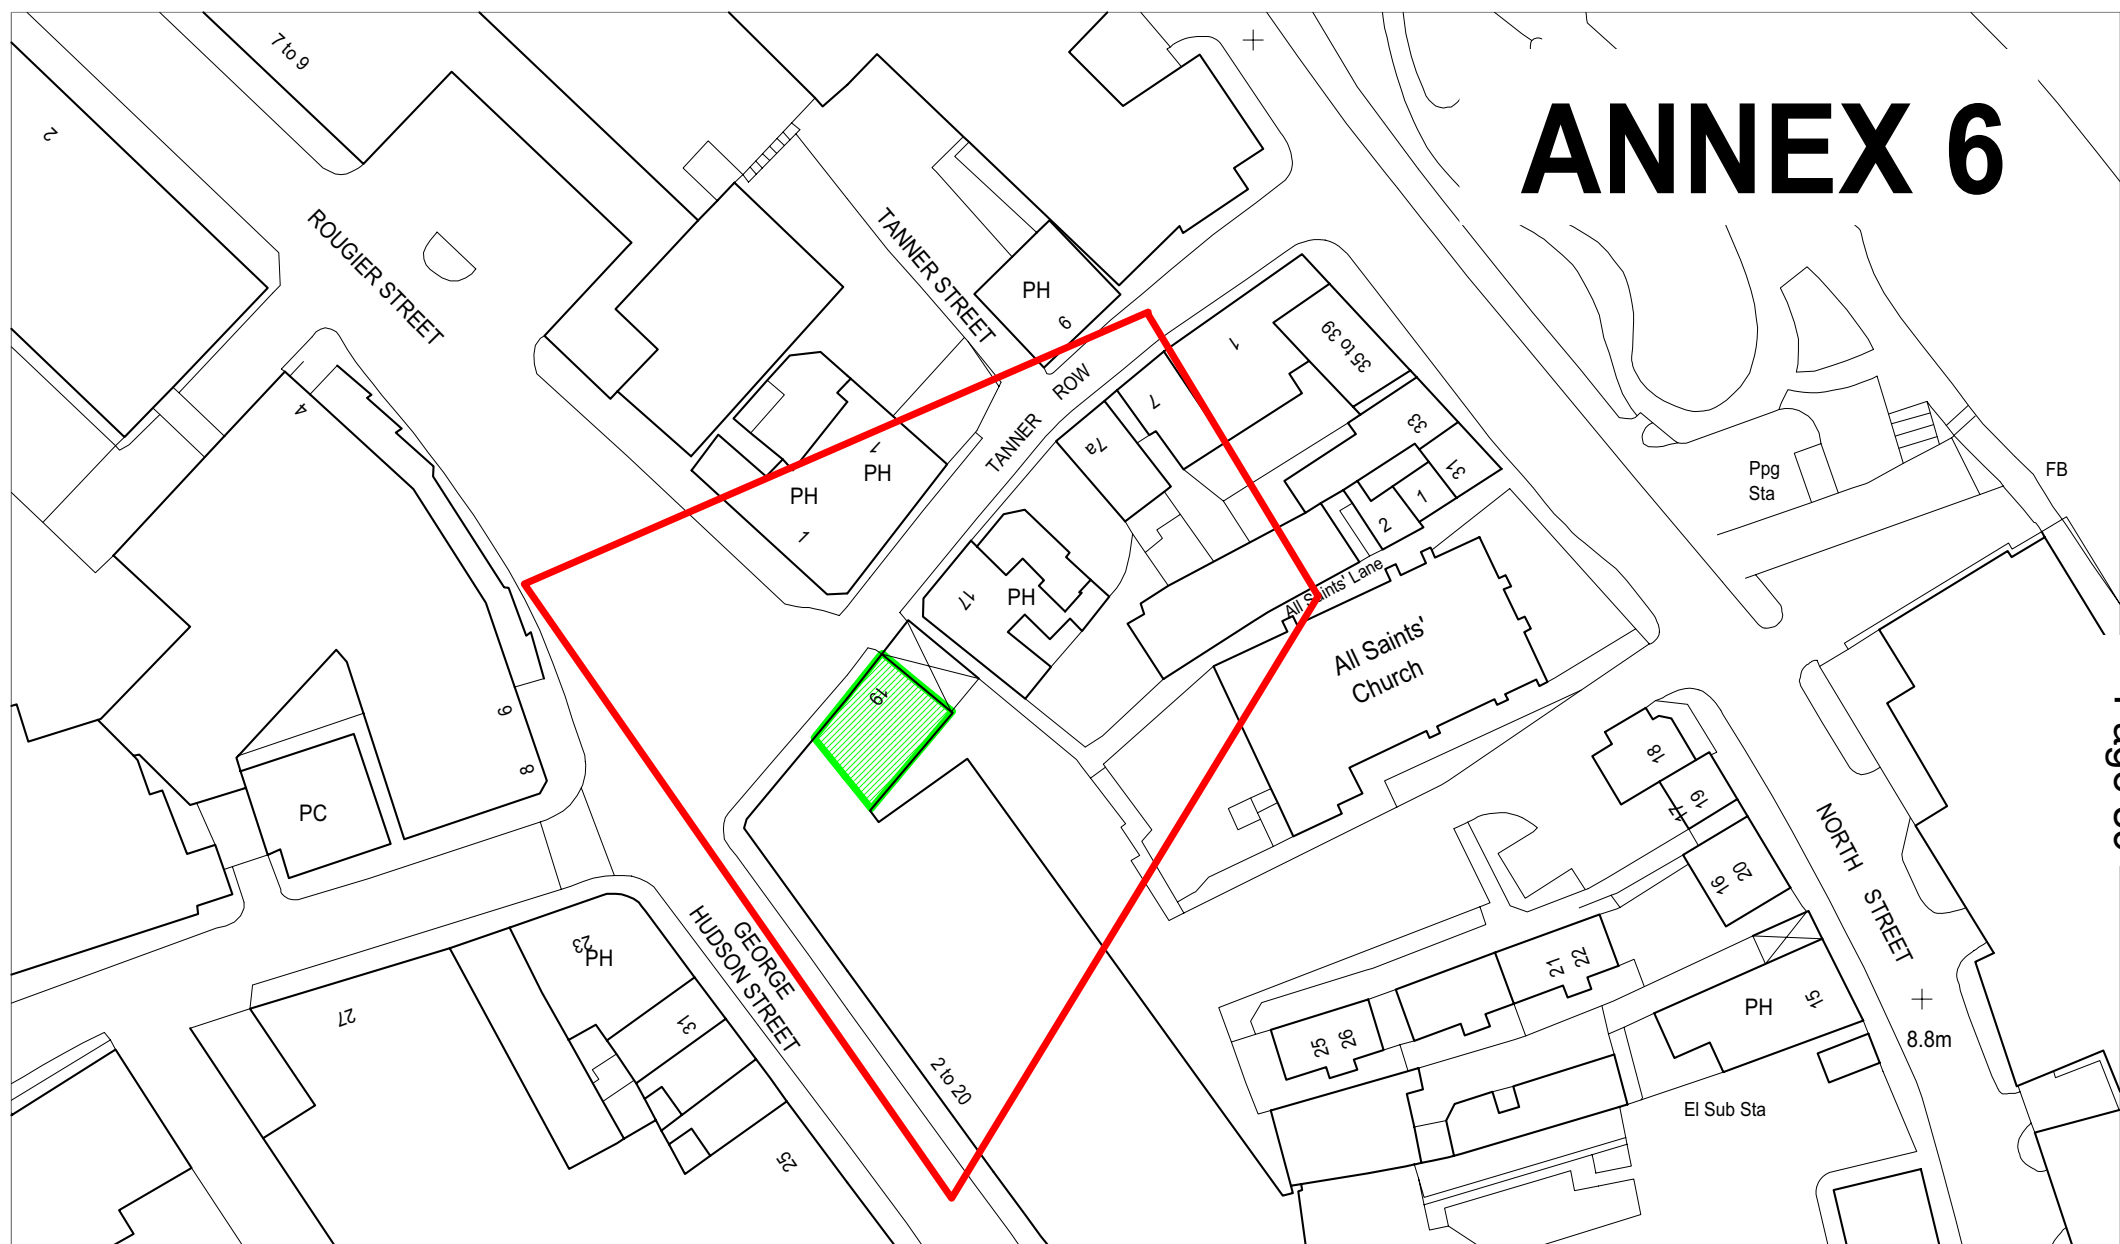 ANNEX 6
7 to 9
2
ROUGIER STREET
TANNER STREET
PH
9
TANNER ROW
1
35 to 39
7
7a
33
31
1
2
4
1
PH
PH
1
17
PH
All Saints' Lane
All Saints'
Church
Ppg
Sta
FB
19
6
8
PC
18
19
17
20
16
NORTH STREET
GEORGE
HUDSON STREET
23
PH
27
31
25
2 to 20
22
21
26
25
PH
15
8.8m
El Sub Sta